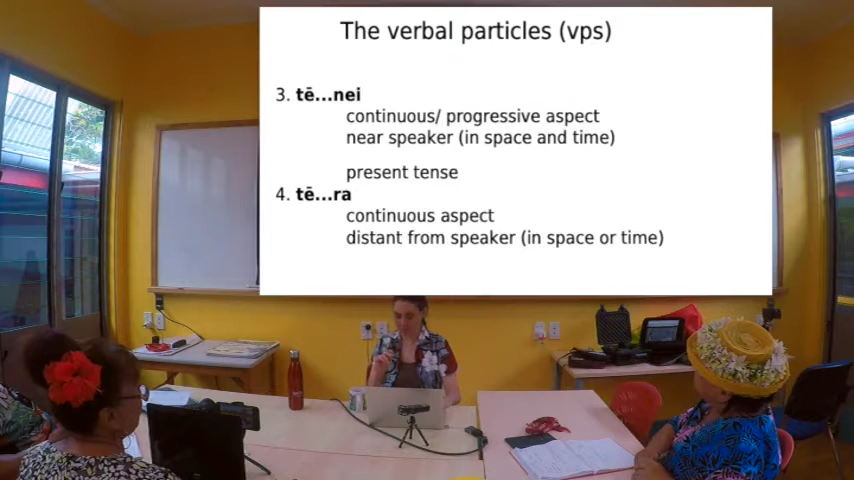 The verbal particles (vps)
3. tē...nei
continuous/ progressive aspect
near speaker (in space and time)
present tense
4. tē...ra
continuous aspect
distant from speaker (in space or time)